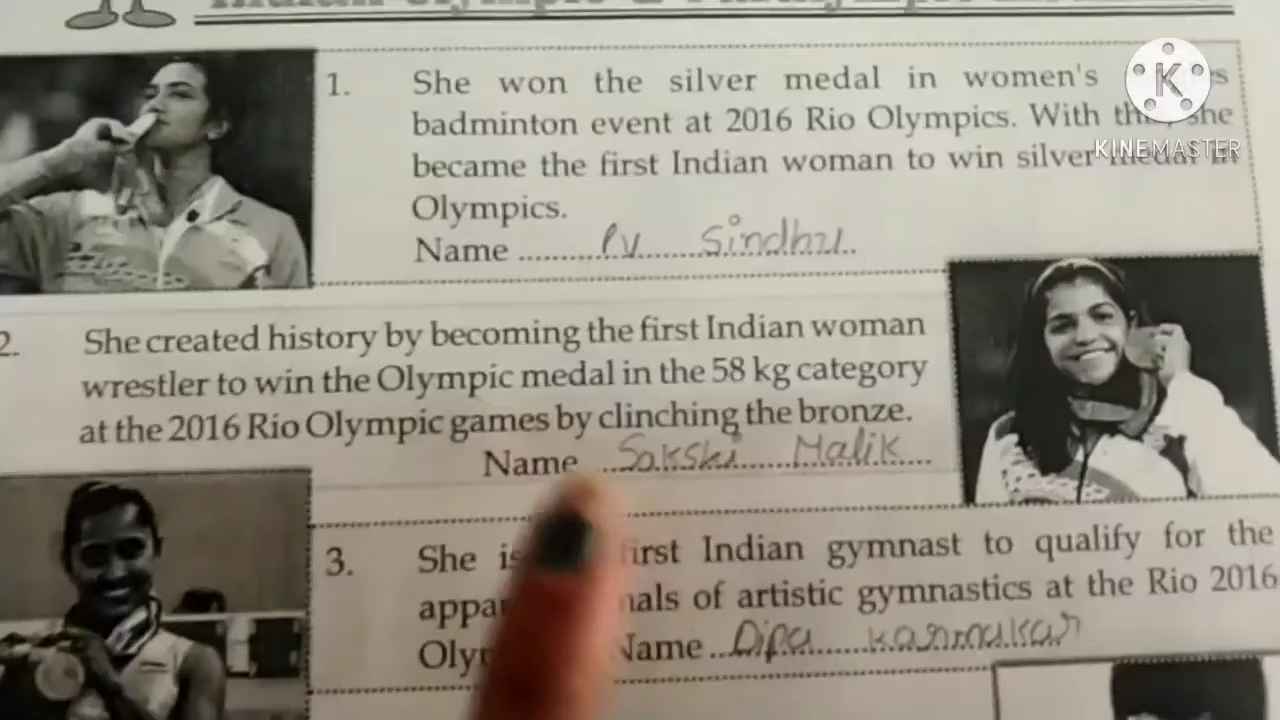 1. She won the silver medal in women's
badminton event at 2016 Rio Olympics. With this, she
became the first Indian woman to win silver medal in
Olympics.
Name ........ PV Sindhu
2. She created history by becoming the first Indian woman
wrestler to win the Olympic medal in the 58 kg category
at the 2016 Rio Olympic games by clinching the bronze.
Name Sakshi Malik
3. She is first Indian gymnast to qualify for the
of artistic gymnastics at the Rio 2016
Name Dipa Karmakar
K
KINEMASTER